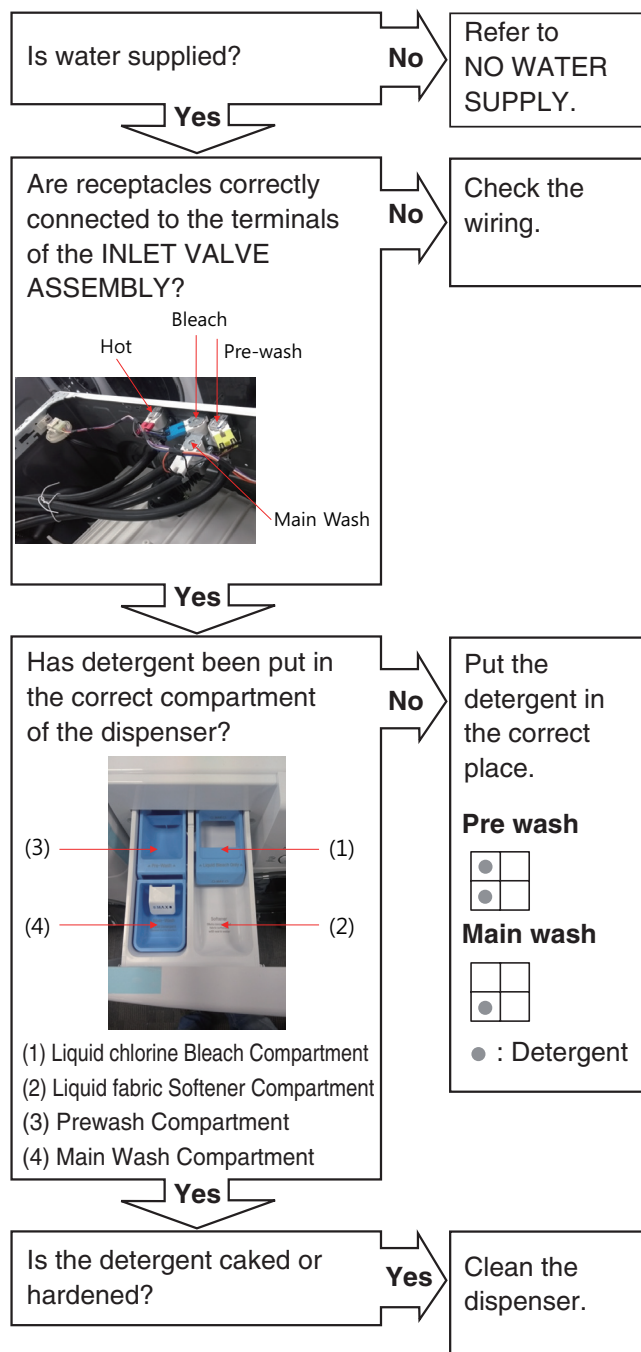 Is water supplied?
No
Refer to
NO WATER
SUPPLY.
Yes
Are receptacles correctly
connected to the terminals
of the INLET VALVE
ASSEMBLY?
No
Check the
wiring.
Bleach
Hot
Pre-wash
Main Wash
Yes
Has detergent been put in
the correct compartment
of the dispenser?
No
Put the
detergent in
the correct
place.
(3)
(1)
(4)
(2)
Pre wash
Main wash
: Detergent
(1) Liquid chlorine Bleach Compartment
(2) Liquid fabric Softener Compartment
(3) Prewash Compartment
(4) Main Wash Compartment
Yes
Is the detergent caked or
hardened?
Yes
Clean the
dispenser.